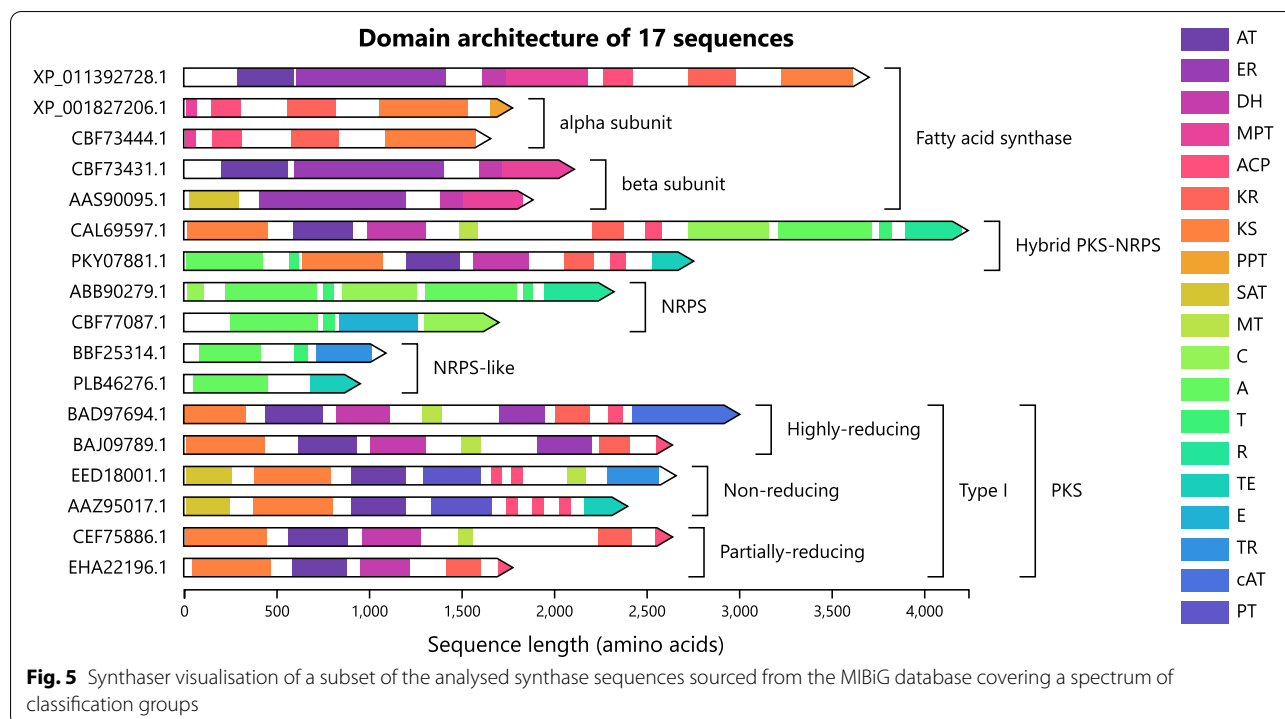 Domain architecture of 17 sequences
XP_011392728.1
XP_001827206.1
CBF73444.1
CBF73431.1
AAS90095.1
CAL69597.1
PKY07881.1
ABB90279.1
CBF77087.1
BBF25314.1
PLB46276.1
BAD97694.1
BAJ09789.1
EED18001.1
AAZ95017.1
CEF75886.1
EHA22196.1
alpha subunit
beta subunit
Fatty acid synthase
Hybrid PKS-NRPS
NRPS
NRPS-like
Highly-reducing
Non-reducing
Partially-reducing
Type I
PKS
0 500 1,000 1,500 2,000 2,500 3,000 3,500 4,000
Sequence length (amino acids)
AT
ER
DH
MPT
ACP
KR
KS
PPT
SAT
MT
C
A
T
R
TE
E
TR
cAT
PT
Fig. 5 Synthaser visualisation of a subset of the analysed synthase sequences sourced from the MIBiG database covering a spectrum of
classification groups